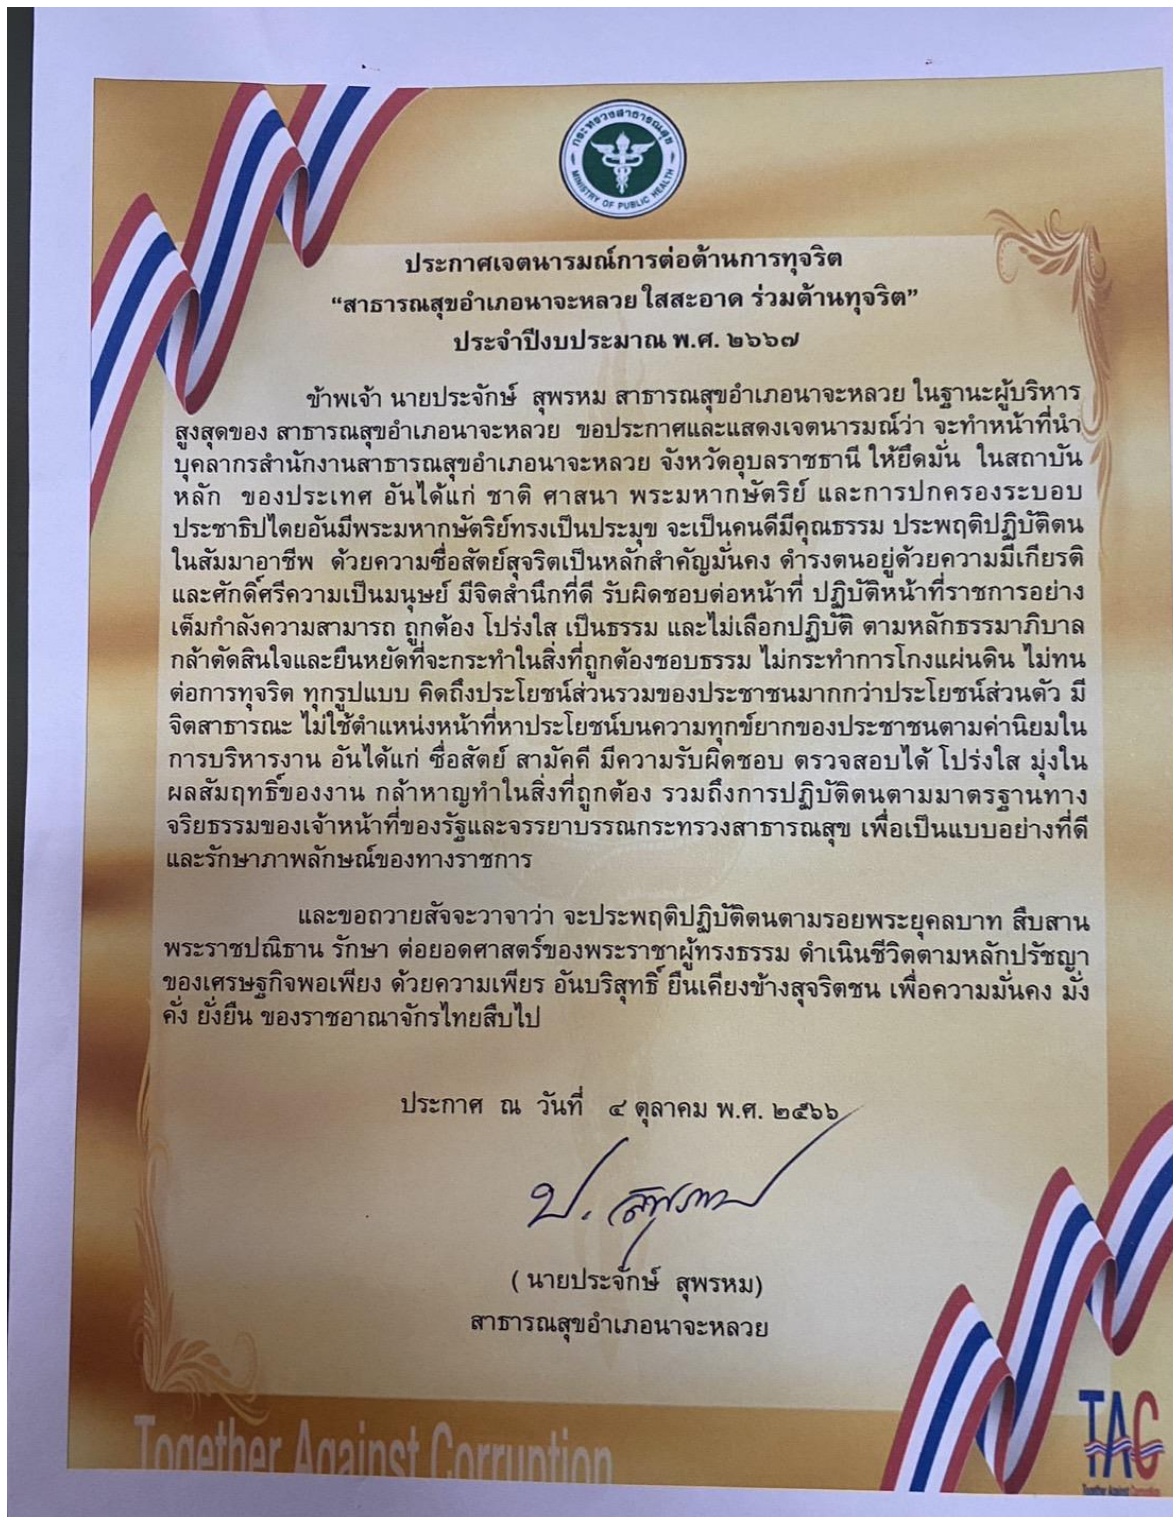 กระทรวงสาธารณสุข
MINISTRY OF PUBLIC HEALTH
ประกาศเจตนารมณ์การต่อต้านการทุจริต
“สาธารณสุขอำเภอนาจะหลวย ใสสะอาด ร่วมต้านทุจริต”
ประจำปีงบประมาณ พ.ศ. ๒๖๖๗
ข้าพเจ้า นายประจักษ์ สุพรหม สาธารณสุขอำเภอนาจะหลวย ในฐานะผู้บริหาร
สูงสุดของ สาธารณสุขอำเภอนาจะหลวย ขอประกาศและแสดงเจตนารมณ์ว่า จะทำหน้าที่นำ
บุคลากรสำนักงานสาธารณสุขอำเภอนาจะหลวย จังหวัดอุบลราชธานี ให้ยึดมั่น ในสถาบัน
หลัก ของประเทศ อันได้แก่ ชาติ ศาสนา พระมหากษัตริย์ และการปกครองระบอบ
ประชาธิปไตยอันมีพระมหากษัตริย์ทรงเป็นประมุข จะเป็นคนดีมีคุณธรรม ประพฤติปฏิบัติตน
ในสัมมาอาชีพ ด้วยความซื่อสัตย์สุจริตเป็นหลักสำคัญมั่นคง ดำรงตนอยู่ด้วยความมีเกียรติ
และศักดิ์ศรีความเป็นมนุษย์ มีจิตสำนึกที่ดี รับผิดชอบต่อหน้าที่ ปฏิบัติหน้าที่ราชการอย่าง
เต็มกำลังความสามารถ ถูกต้อง โปร่งใส เป็นธรรม และไม่เลือกปฏิบัติ ตามหลักธรรมาภิบาล
กล้าตัดสินใจและยืนหยัดที่จะกระทำในสิ่งที่ถูกต้องชอบธรรม ไม่กระทำการโกงแผ่นดิน ไม่ทน
ต่อการทุจริต ทุกรูปแบบ คิดถึงประโยชน์ส่วนรวมของประชาชนมากกว่าประโยชน์ส่วนตัว มี
จิตสาธารณะ ไม่ใช้ตำแหน่งหน้าที่หาประโยชน์บนความทุกข์ยากของประชาชนตามค่านิยมใน
การบริหารงาน อันได้แก่ ซื่อสัตย์ สามัคคี มีความรับผิดชอบ ตรวจสอบได้ โปร่งใส มุ่งใน
ผลสัมฤทธิ์ของงาน กล้าหาญทำในสิ่งที่ถูกต้อง รวมถึงการปฏิบัติตนตามมาตรฐานทาง
จริยธรรมของเจ้าหน้าที่ของรัฐและจรรยาบรรณกระทรวงสาธารณสุข เพื่อเป็นแบบอย่างที่ดี
และรักษาภาพลักษณ์ของทางราชการ
และขอถวายสัจจะวาจาว่า จะประพฤติปฏิบัติตนตามรอยพระยุคลบาท สืบสาน
พระราชปณิธาน รักษา ต่อยอดศาสตร์ของพระราชาผู้ทรงธรรม ดำเนินชีวิตตามหลักปรัชญา
ของเศรษฐกิจพอเพียง ด้วยความเพียร อันบริสุทธิ์ ยืนเคียงข้างสุจริตชน เพื่อความมั่นคง มั่ง
คั่ง ยั่งยืน ของราชอาณาจักรไทยสืบไป
ประกาศ ณ วันที่ ๔ ตุลาคม พ.ศ. ๒๕๖๖
ป. สุพรหม
( นายประจักษ์ สุพรหม)
สาธารณสุขอำเภอนาจะหลวย
Together Against Corruption
TAC
Together Against Corruption